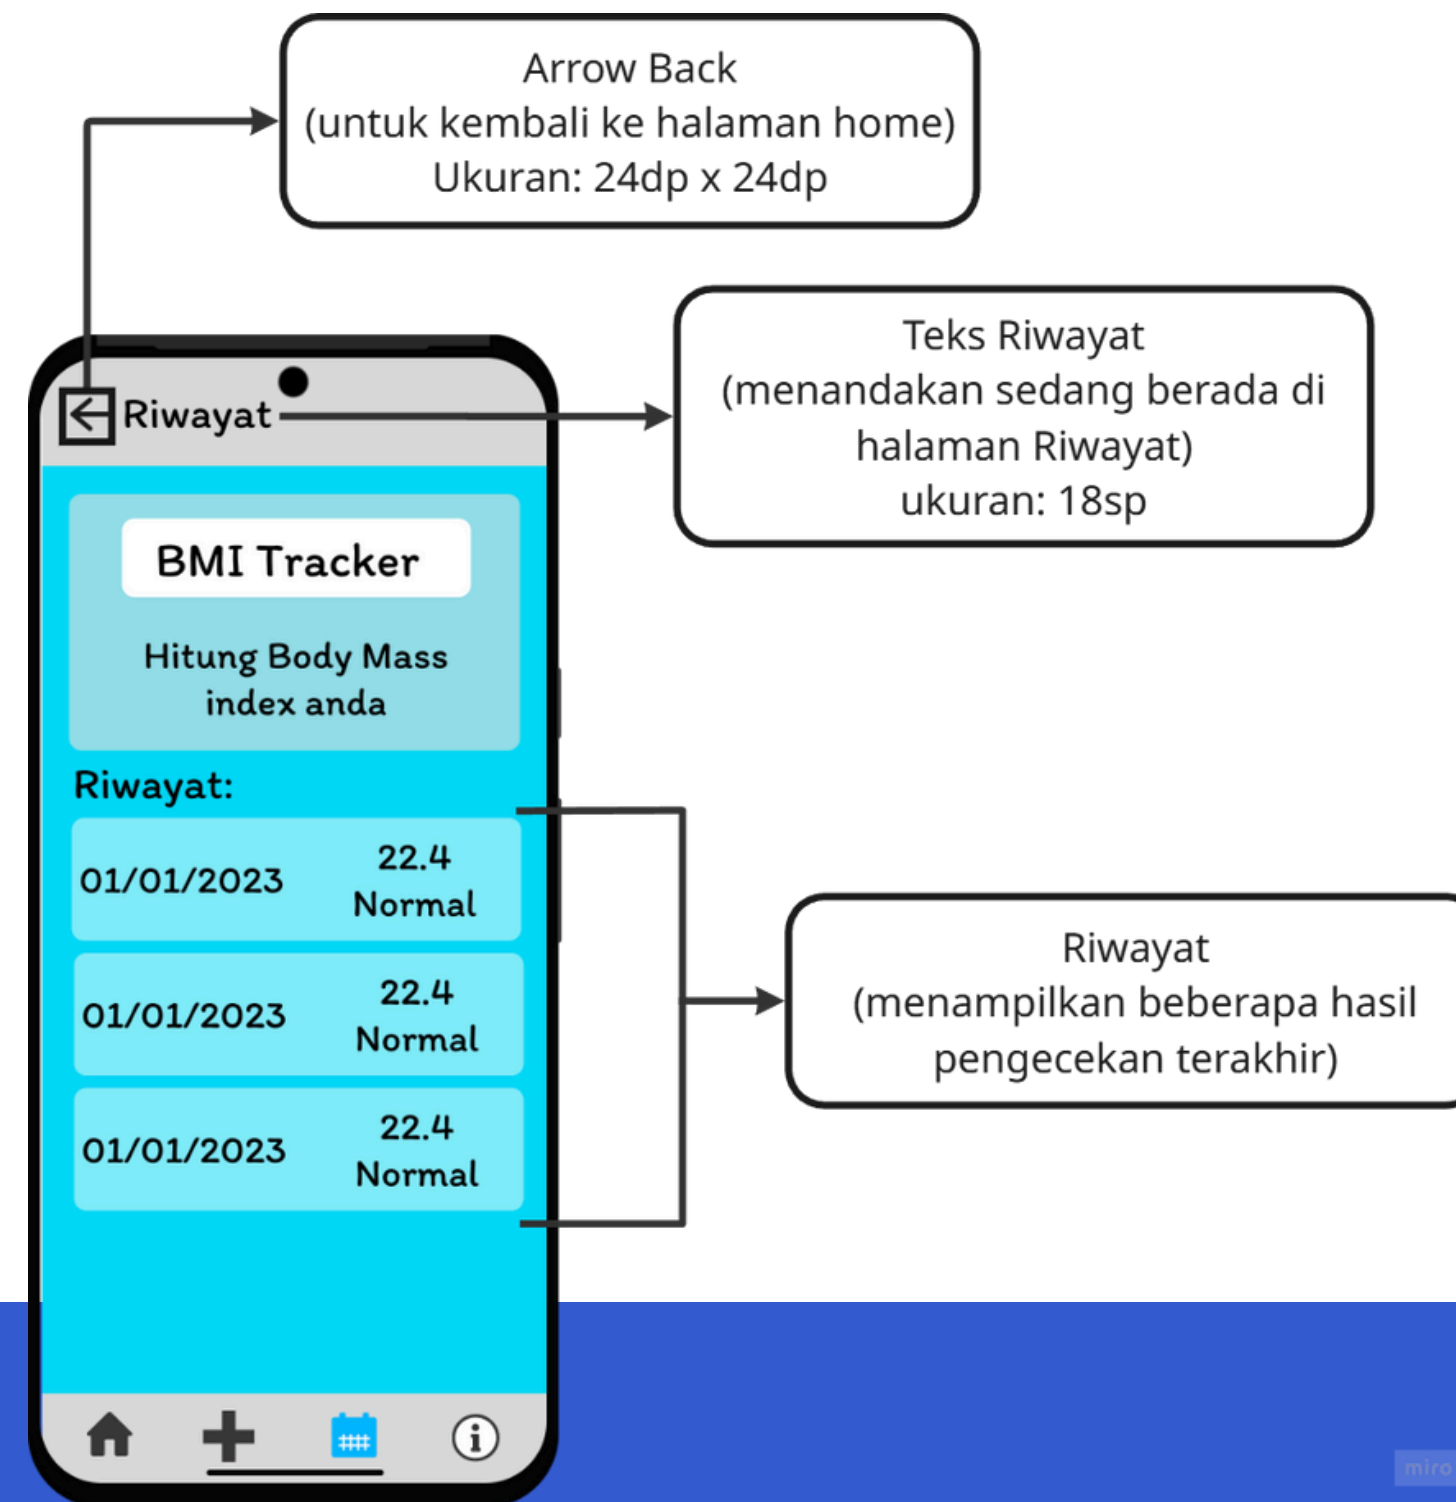 Arrow Back
(untuk kembali ke halaman home)
Ukuran: 24dp x 24dp
Teks Riwayat
(menandakan sedang berada di
halaman Riwayat)
ukuran: 18sp
Riwayat
BMI Tracker
Hitung Body Mass
index anda
Riwayat:
01/01/2023
22.4
Normal
01/01/2023
22.4
Normal
01/01/2023
22.4
Normal
Riwayat
(menampilkan beberapa hasil
pengecekan terakhir)
miro